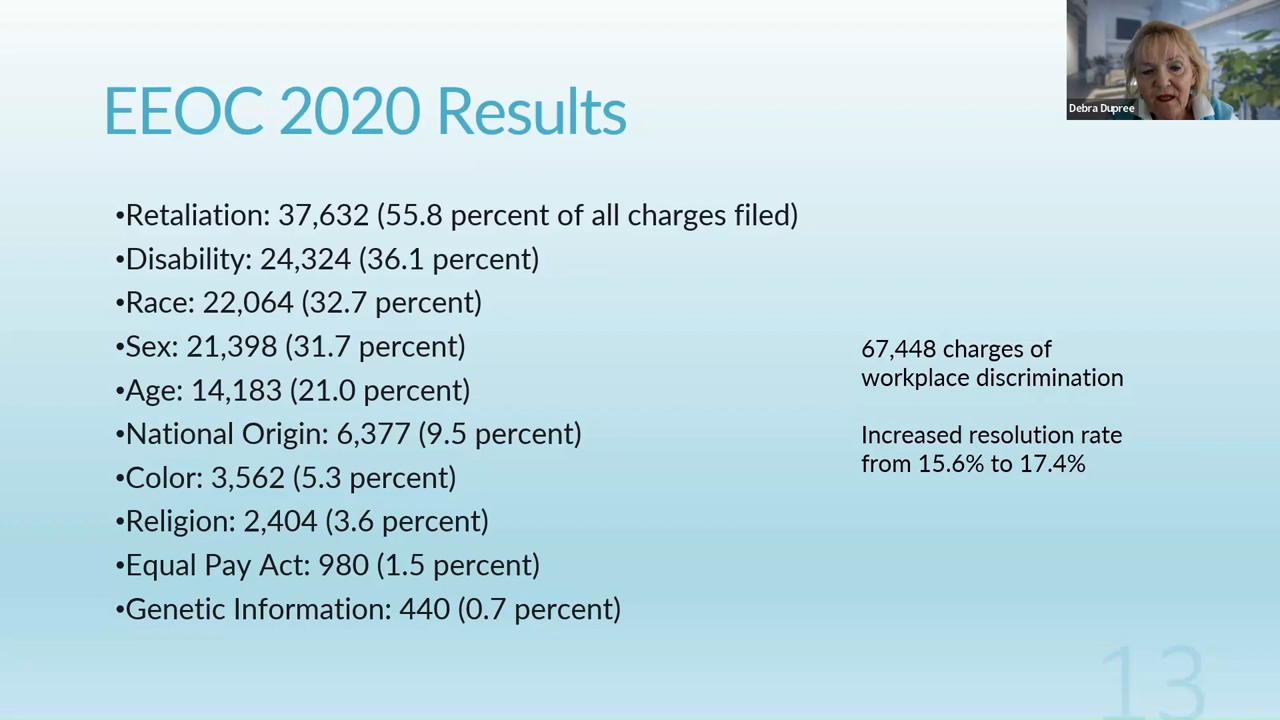 EEOC 2020 Results
Debra Dupree
•Retaliation: 37,632 (55.8 percent of all charges filed)
•Disability: 24,324 (36.1 percent)
•Race: 22,064 (32.7 percent)
•Sex: 21,398 (31.7 percent)
•Age: 14,183 (21.0 percent)
•National Origin: 6,377 (9.5 percent)
•Color: 3,562 (5.3 percent)
•Religion: 2,404 (3.6 percent)
•Equal Pay Act: 980 (1.5 percent)
•Genetic Information: 440 (0.7 percent)
67,448 charges of
workplace discrimination
Increased resolution rate
from 15.6% to 17.4%
13